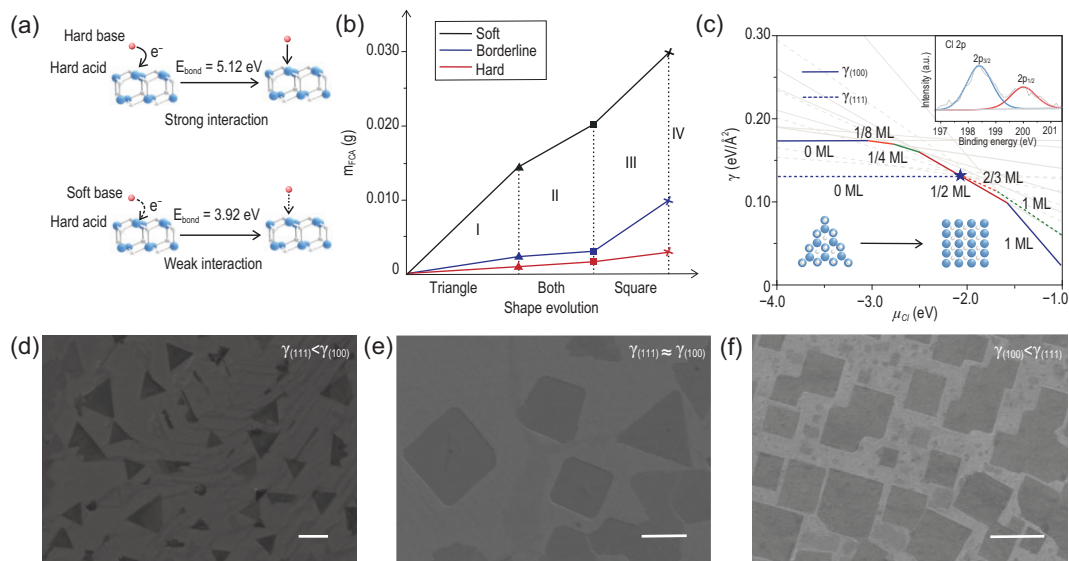 (a)
Hard base
e⁻
Hard acid
E_bond = 5.12 eV
Strong interaction
Soft base
e⁻
Hard acid
E_bond = 3.92 eV
Weak interaction
(b)
m_FCA (g)
0.030
0.020
0.010
0
Soft
Borderline
Hard
I
II
III
IV
Triangle
Both
Square
Shape evolution
(c)
γ (eV/Å²)
0.30
0.20
0.10
0.00
γ(100)
γ(111)
Cl 2p
2p3/2
2p1/2
Intensity (a.u.)
197
198
199
200
201
Binding energy (eV)
0 ML
1/8 ML
1/4 ML
0 ML
1/2 ML
2/3 ML
1 ML
1 ML
−4.0
−3.0
−2.0
−1.0
μCl (eV)
(d)
γ(111)<γ(100)
(e)
γ(111) ≈ γ(100)
(f)
γ(100)<γ(111)